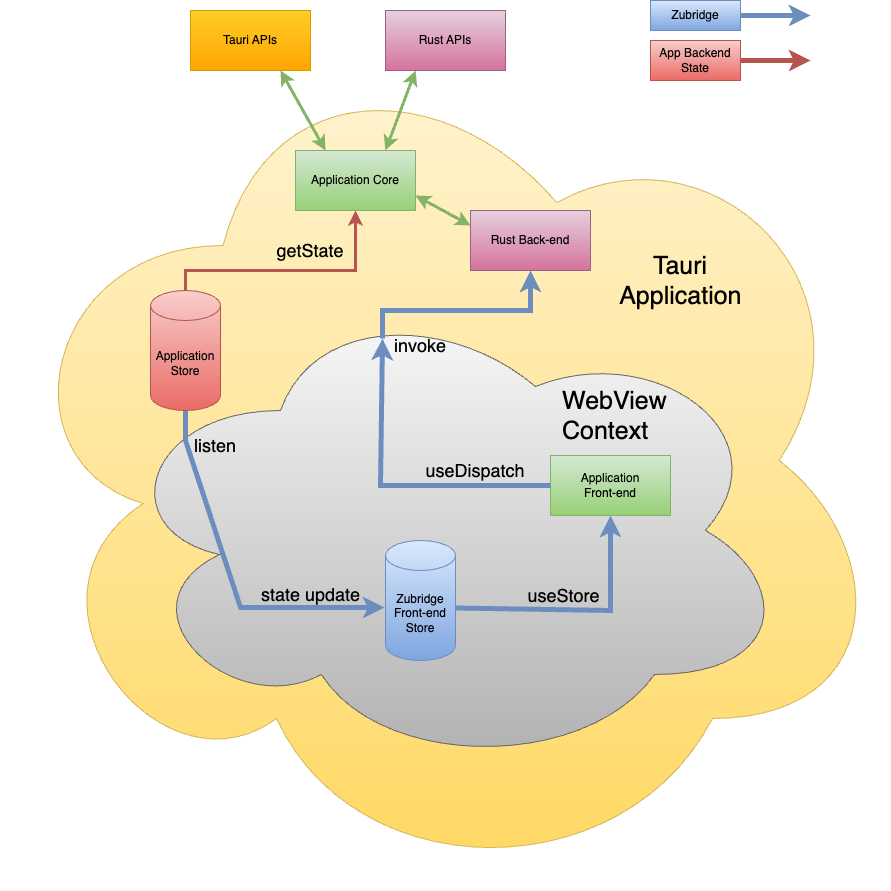 Tauri APIs
Rust APIs
Zubridge
App Backend
State
Application Core
Rust Back-end
getState
Tauri
Application
Application
Store
invoke
WebView
Context
listen
useDispatch
Application
Front-end
state update
Zubridge
Front-end
Store
useStore